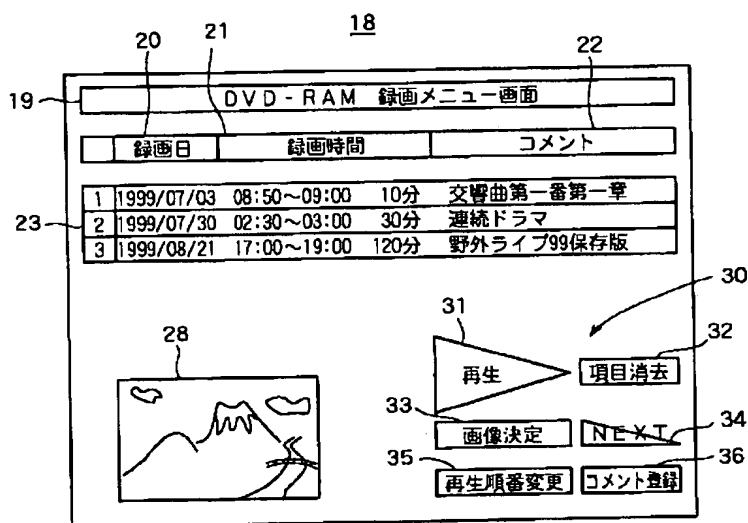 18
20 21 22
19
DVD-RAM 録画メニュー画面
録画日 録画時間 コメント
23
1 1999/07/03 08:50~09:00 10分 交響曲第一番第一章
2 1999/07/30 02:30~03:00 30分 連続ドラマ
3 1999/08/21 17:00~19:00 120分 野外ライブ99保存版
30
31
28
32
再生 項目消去
33
画像決定 NEXT 34
35 36
再生順番変更 コメント登録